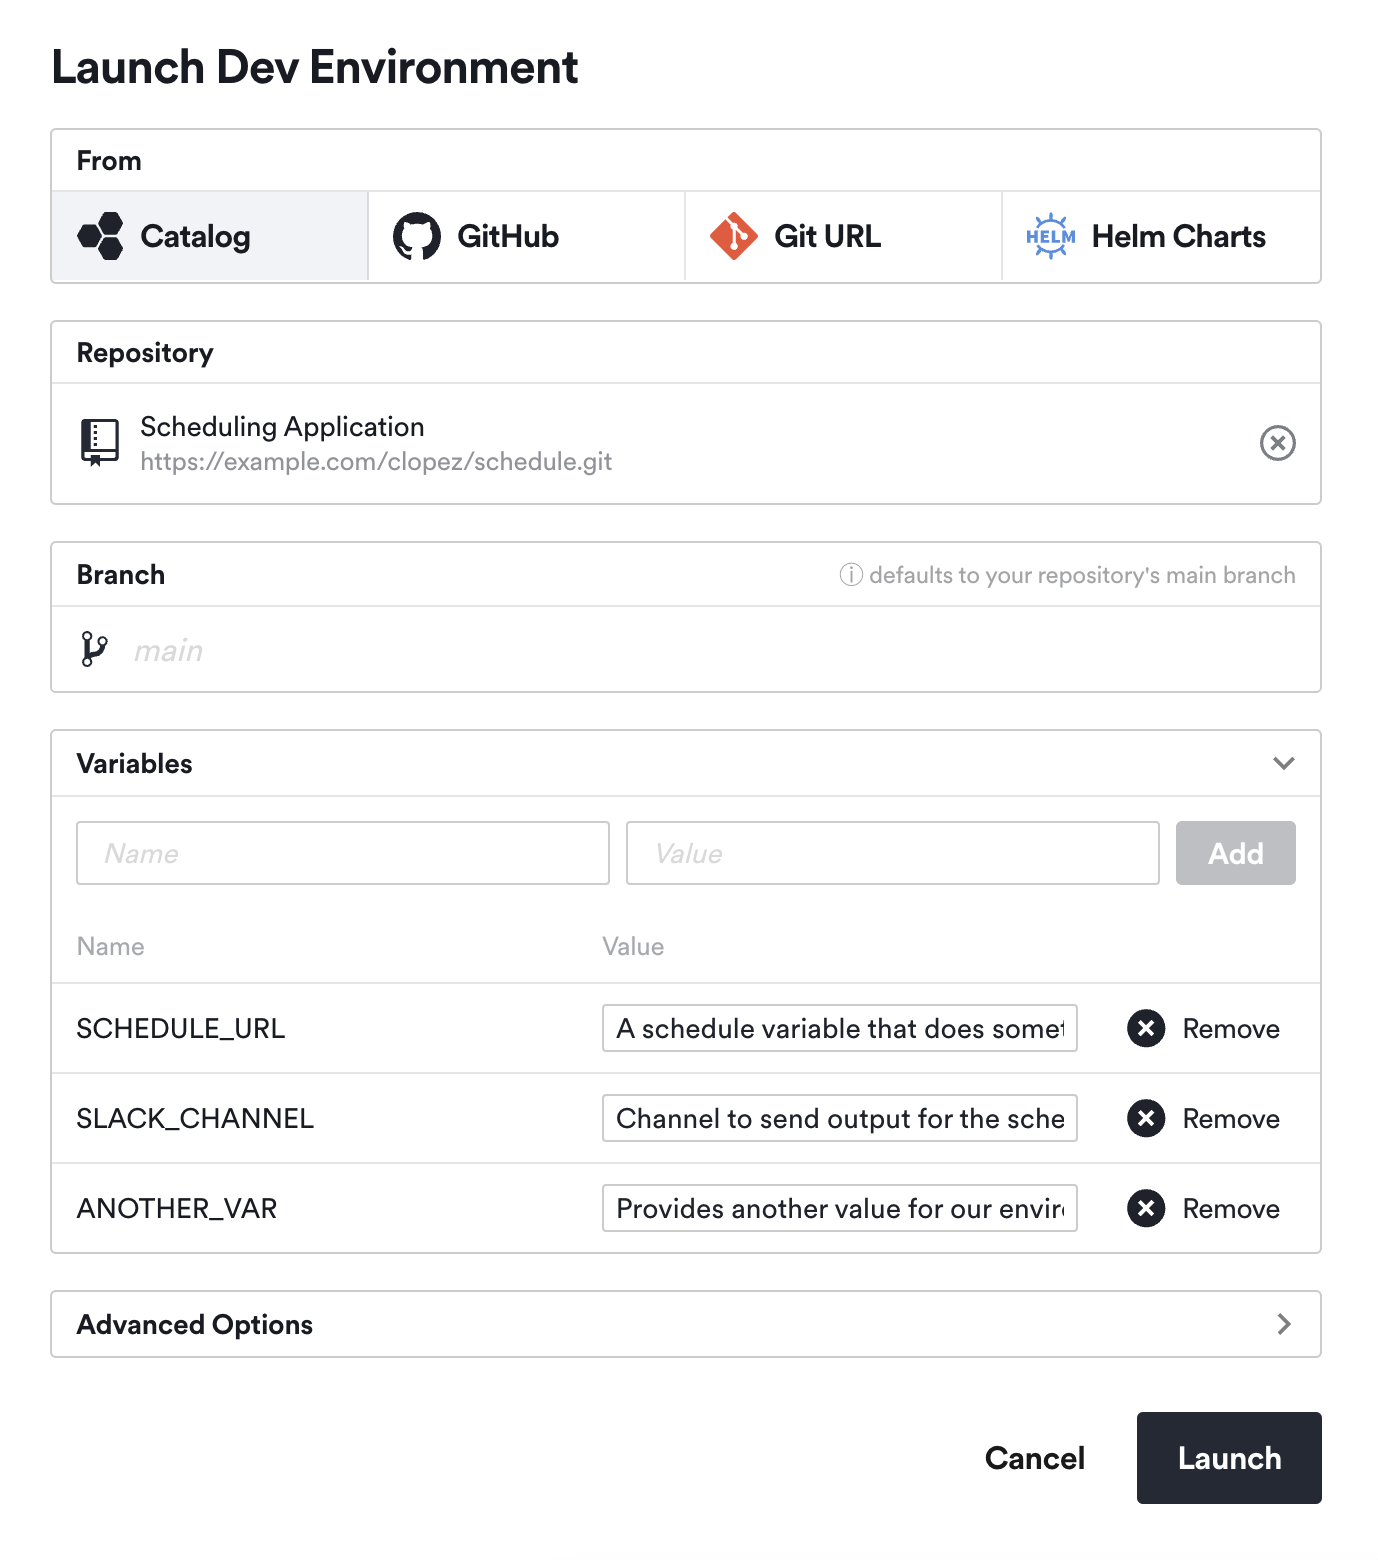 Launch Dev Environment
From
Catalog
GitHub
Git URL
HELM
Helm Charts
Repository
Scheduling Application
https://example.com/clopez/schedule.git
Branch
defaults to your repository's main branch
main
Variables
Name
Value
Add
Name
Value
SCHEDULE_URL
A schedule variable that does somet
Remove
SLACK_CHANNEL
Channel to send output for the sche
Remove
ANOTHER_VAR
Provides another value for our envir
Remove
Advanced Options
Cancel
Launch